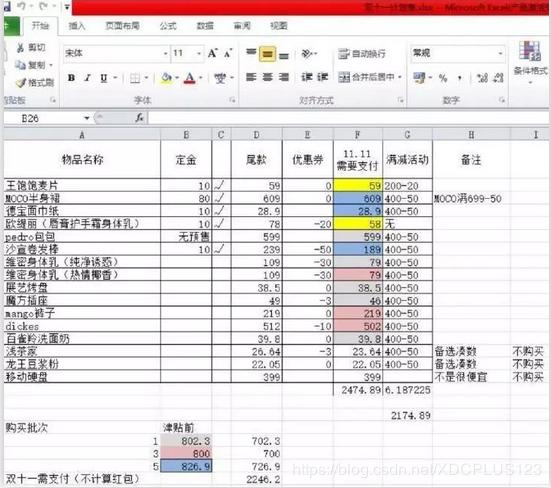 双十一计划表.xlsx - Microsoft Excel(产品激活
开始 插入 页面布局 公式 数据 审阅 视图
剪切
复制
格式刷
剪贴板
宋体 11
B I U
字体
自动换行
合并后居中
对齐方式
常规
数字
条件格式
B26 fx
A B C D E F G H I
物品名称 定金 尾款 优惠券 11.11需要支付 满减活动 备注
王饱饱麦片 10 √ 59 0 59 200-20
MOCO半身裙 80 √ 609 0 609 400-50 MOCO满699-50
德宝面巾纸 10 √ 28.9 28.9 400-50
欧缇丽（唇膏护手霜身体乳） 10 √ 78 -20 58 无
pedro包包 无预售 599 599 400-50
沙宣卷发棒 10 √ 239 -50 189 400-50
维密身体乳（纯净诱惑） 109 -30 79 400-50
维密身体乳（热情椰香） 109 -30 79 400-50
展艺烤盘 38.5 0 38.5 400-50
魔方插座 49 -3 46 400-50
mango裤子 219 0 219 400-50
dickes 512 -10 502 400-50
百雀羚洗面奶 39.8 0 39.8 400-50
浅茶家 26.64 -3 23.64 400-50 备选凑数 不购买
龙王豆浆粉 22.05 0 22.05 400-50 备选凑数 不购买
移动硬盘 399 399 不是很便宜 不购买
2474.89 6.187225
2174.89
购买批次 津贴前
1 802.3 702.3
3 800 700
5 826.9 726.9
双十一需支付（不计算红包） 2246.2
https://blog.csdn.net/XDCPLUS123